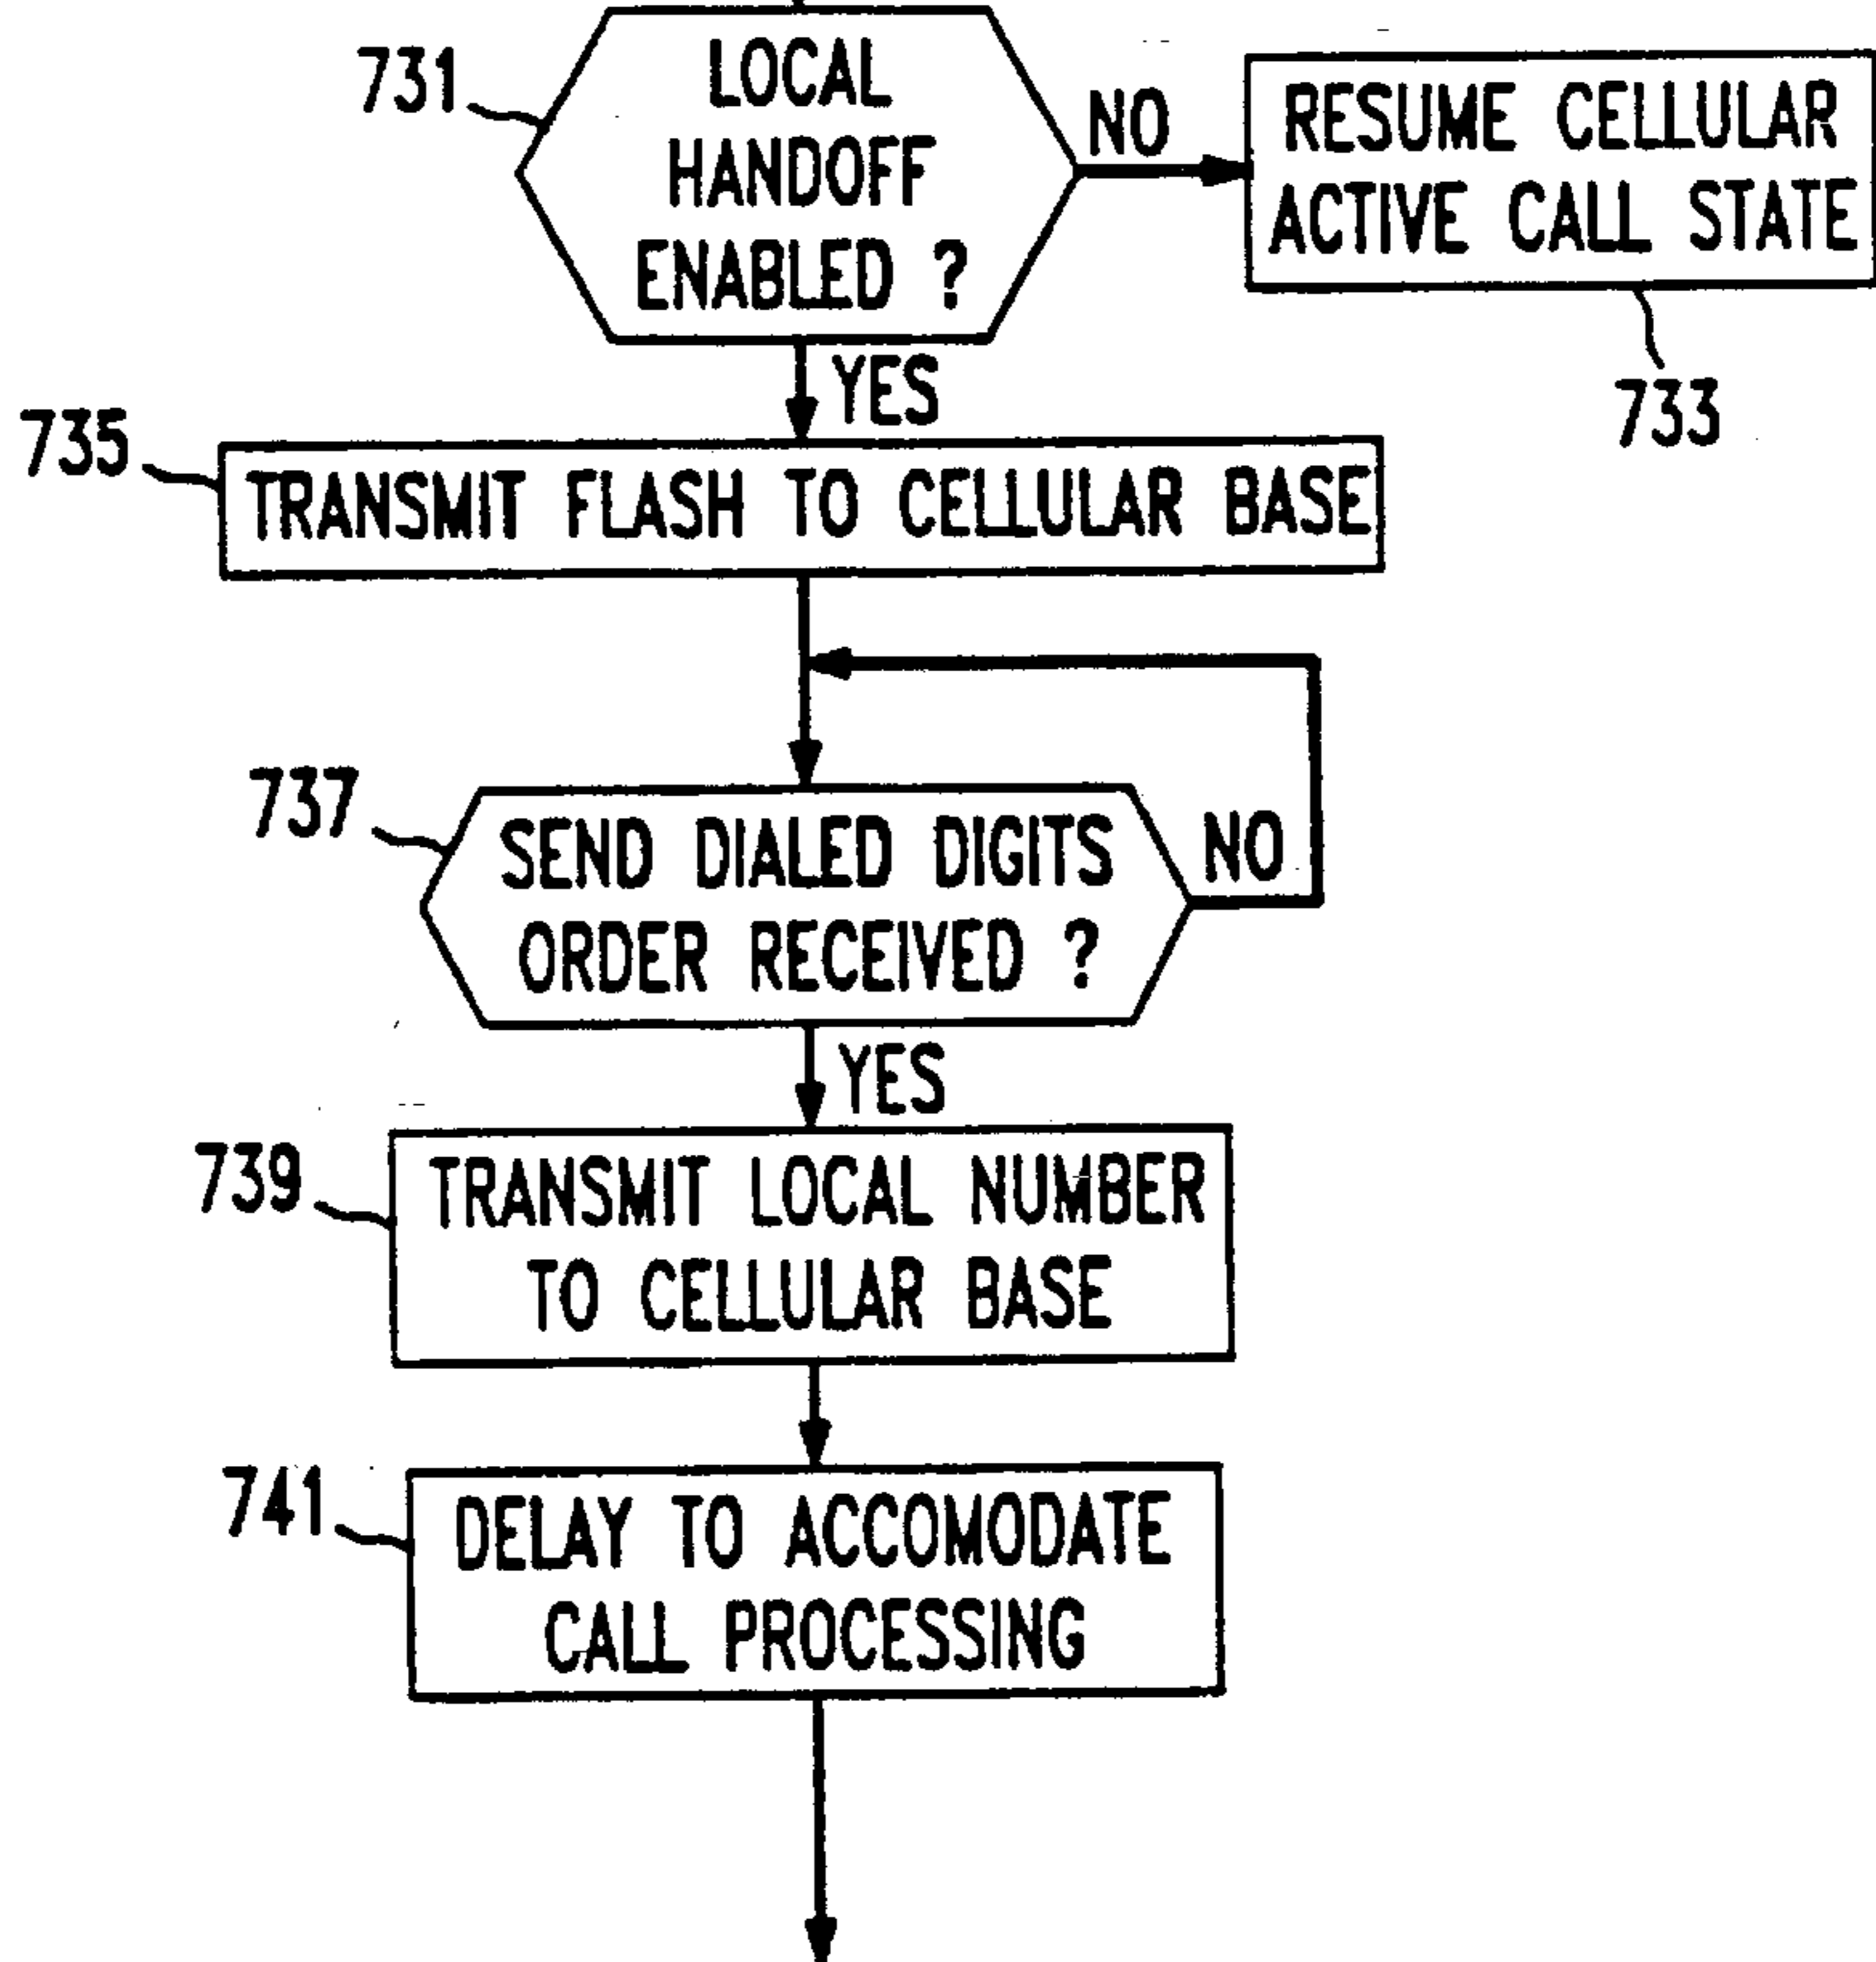 731
LOCAL
HANDOFF
ENABLED ?
NO
RESUME CELLULAR
ACTIVE CALL STATE
733
YES
735
TRANSMIT FLASH TO CELLULAR BASE
737
SEND DIALED DIGITS
ORDER RECEIVED ?
NO
YES
739
TRANSMIT LOCAL NUMBER
TO CELLULAR BASE
741
DELAY TO ACCOMODATE
CALL PROCESSING